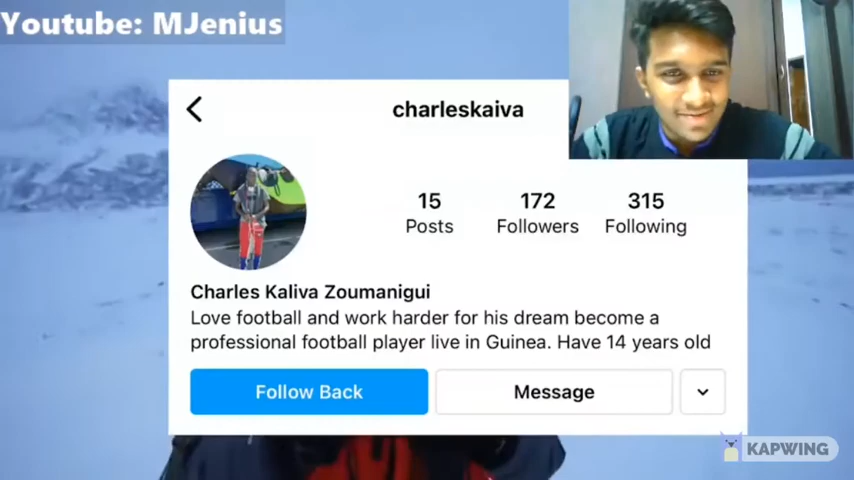 Youtube: MJenius
charleskaiva
15 172 315
Posts Followers Following
Charles Kaliva Zoumanigui
Love football and work harder for his dream become a
professional football player live in Guinea. Have 14 years old
Follow Back Message
KAPWING